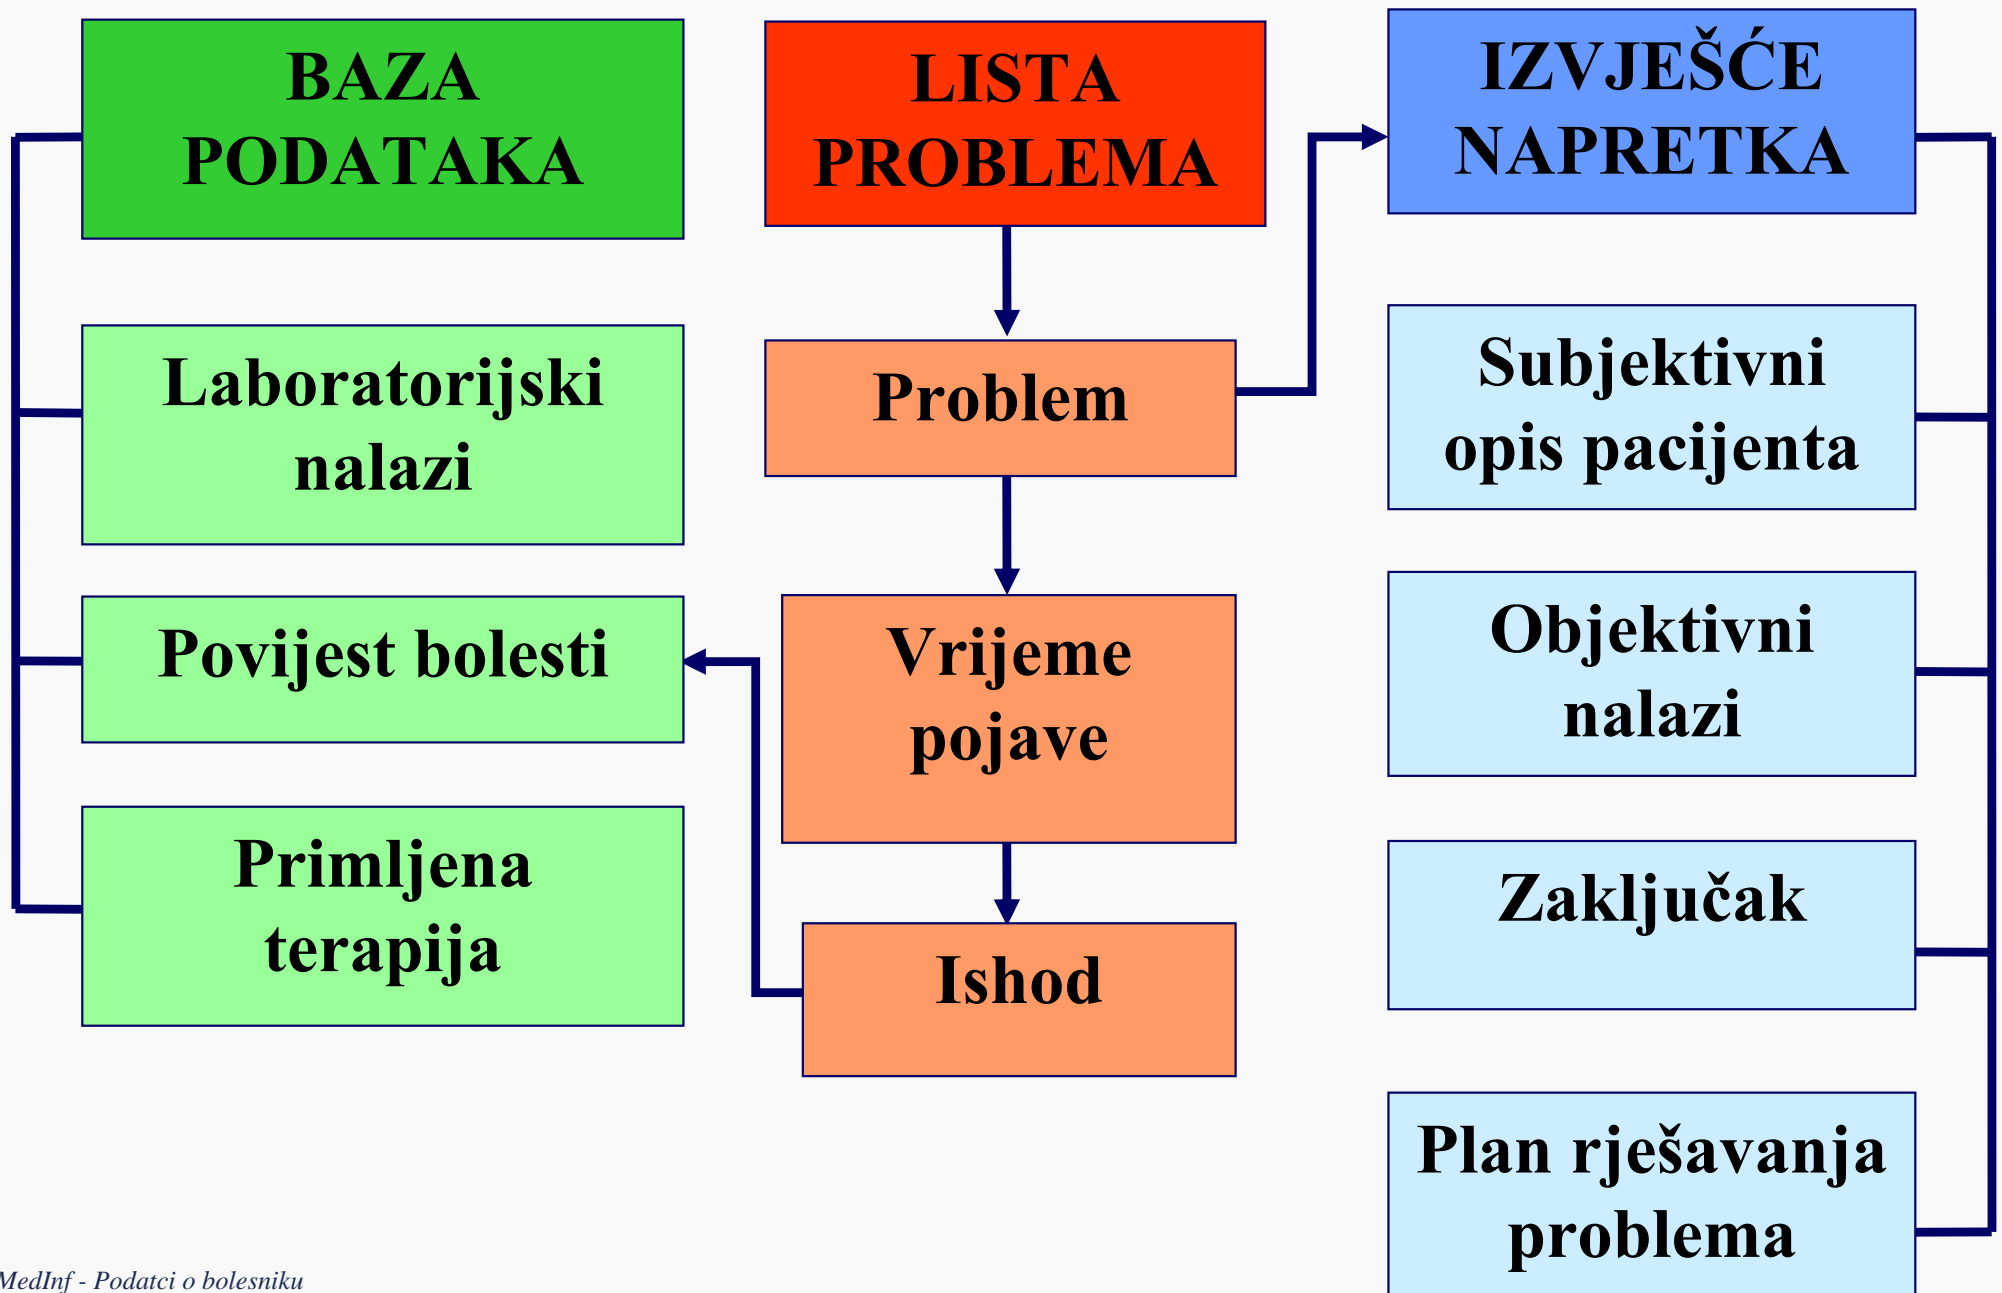 BAZA
PODATAKA
Laboratorijski
nalazi
Povijest bolesti
Primljena
terapija
LISTA
PROBLEMA
Problem
Vrijeme
pojave
Ishod
IZVJEŠĆE
NAPRETKA
Subjektivni
opis pacijenta
Objektivni
nalazi
Zaključak
Plan rješavanja
problema
MedInf - Podatci o bolesniku